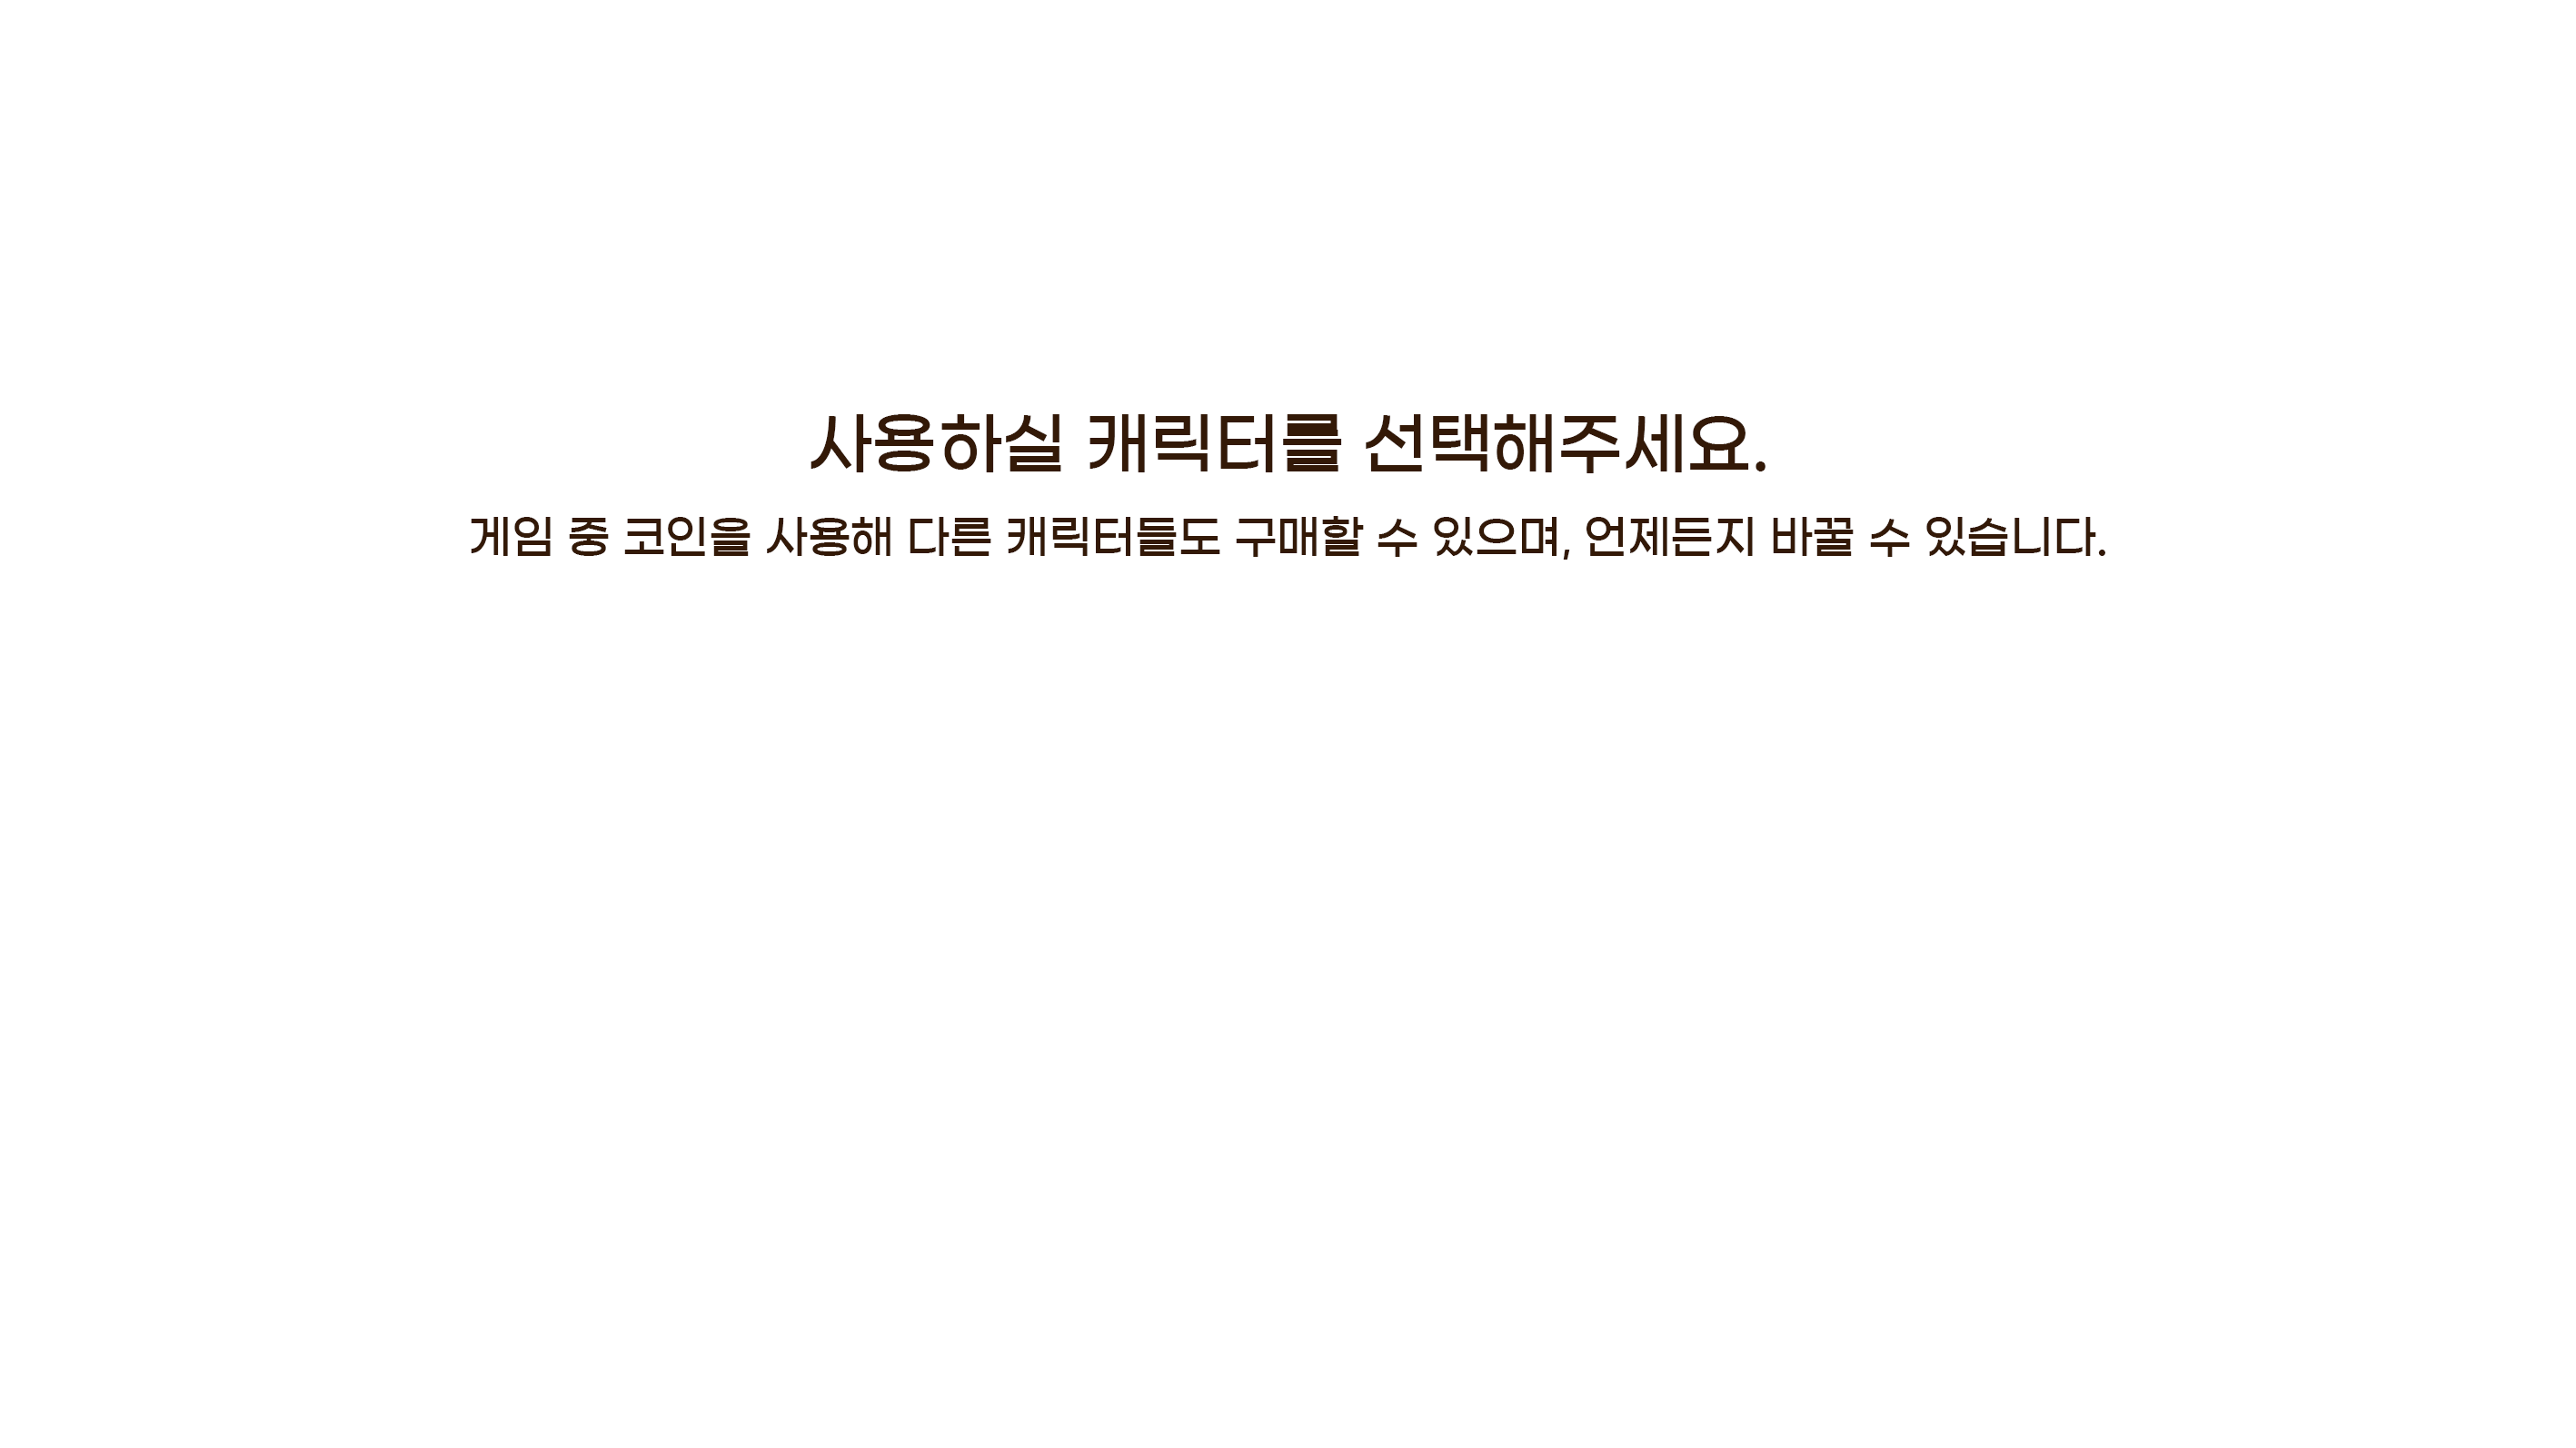 사용하실 캐릭터를 선택해주세요.
게임 중 코인을 사용해 다른 캐릭터들도 구매할 수 있으며, 언제든지 바꿀 수 있습니다.